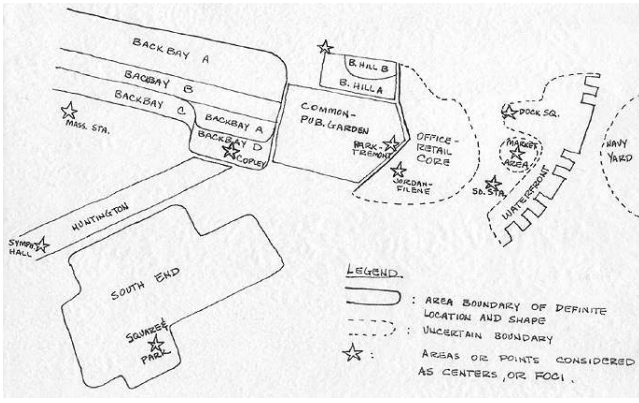 BACK BAY A
BACKBAY B
BACKBAY C
BACKBAY A
BACKBAY D
COPLEY
MASS. STA.
B. HILL B
B. HILL A
COMMON-
PUB. GARDEN
PARK-
TREMONT
OFFICE-
RETAIL
CORE
JORDAN-
FILENE
DOCK SQ.
MARKET
AREA
SO. STA.
WATERFRONT
NAVY
YARD
HUNTINGTON
SYMPH.
HALL
SOUTH END
SQUARES
PARK
LEGEND
: AREA BOUNDARY OF DEFINITE
LOCATION AND SHAPE
: UNCERTAIN BOUNDARY
: AREAS OR POINTS CONSIDERED
AS CENTERS, OR FOCI.